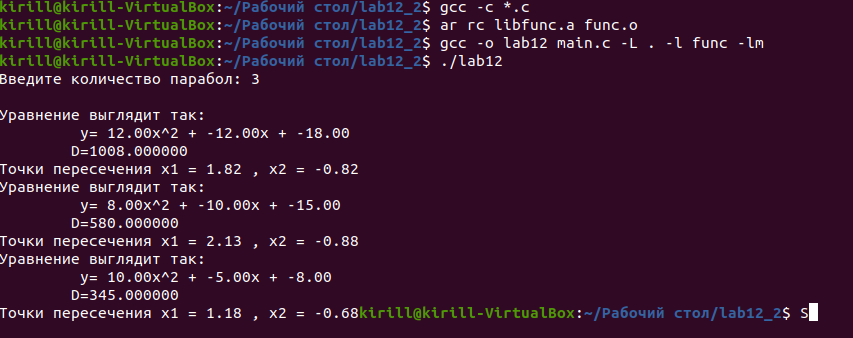 kirill@kirill-VirtualBox:~/Рабочий стол/lab12_2$ gcc -c *.c
kirill@kirill-VirtualBox:~/Рабочий стол/lab12_2$ ar rc libfunc.a func.o
kirill@kirill-VirtualBox:~/Рабочий стол/lab12_2$ gcc -o lab12 main.c -L . -l func -lm
kirill@kirill-VirtualBox:~/Рабочий стол/lab12_2$ ./lab12
Введите количество парабол: 3

Уравнение выглядит так:
         y= 12.00x^2 + -12.00x + -18.00
        D=1008.000000
Точки пересечения x1 = 1.82 , x2 = -0.82
Уравнение выглядит так:
         y= 8.00x^2 + -10.00x + -15.00
        D=580.000000
Точки пересечения x1 = 2.13 , x2 = -0.88
Уравнение выглядит так:
         y= 10.00x^2 + -5.00x + -8.00
        D=345.000000
Точки пересечения x1 = 1.18 , x2 = -0.68kirill@kirill-VirtualBox:~/Рабочий стол/lab12_2$ S